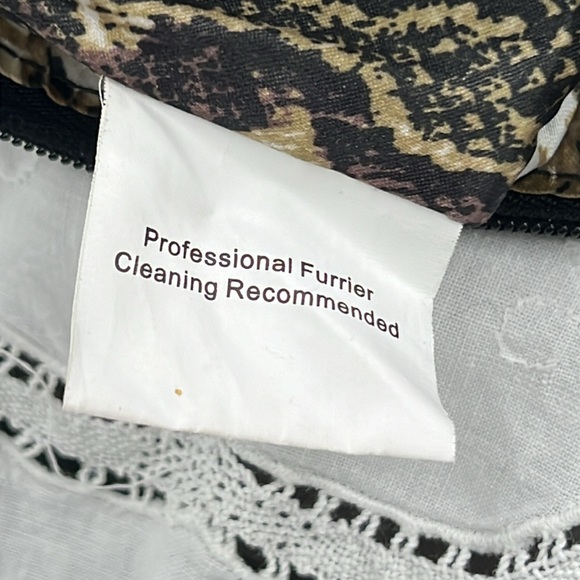 Professional Furrier
Cleaning Recommended